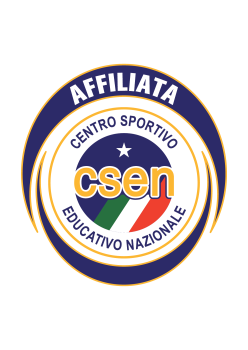 AFFILIATA
CENTRO SPORTIVO
csen
EDUCATIVO NAZIONALE